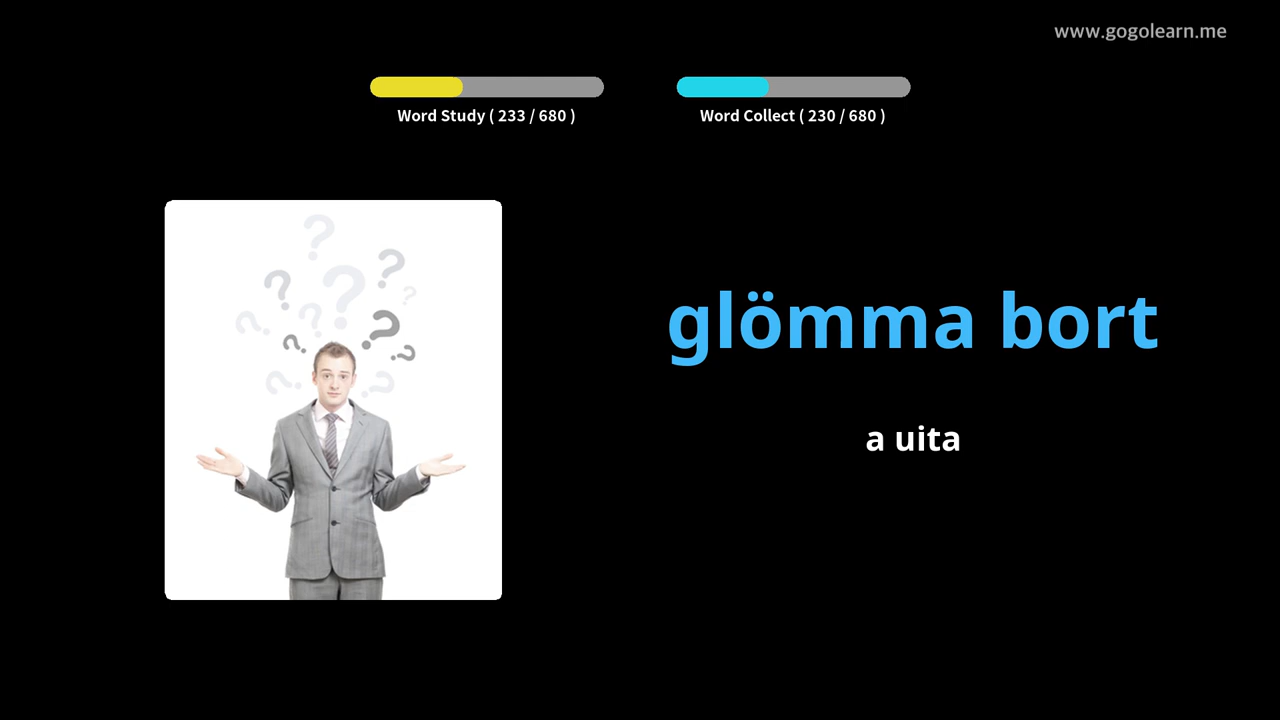 www.gogolearn.me
Word Study ( 233 / 680 )
Word Collect ( 230 / 680 )
glömma bort
a uita